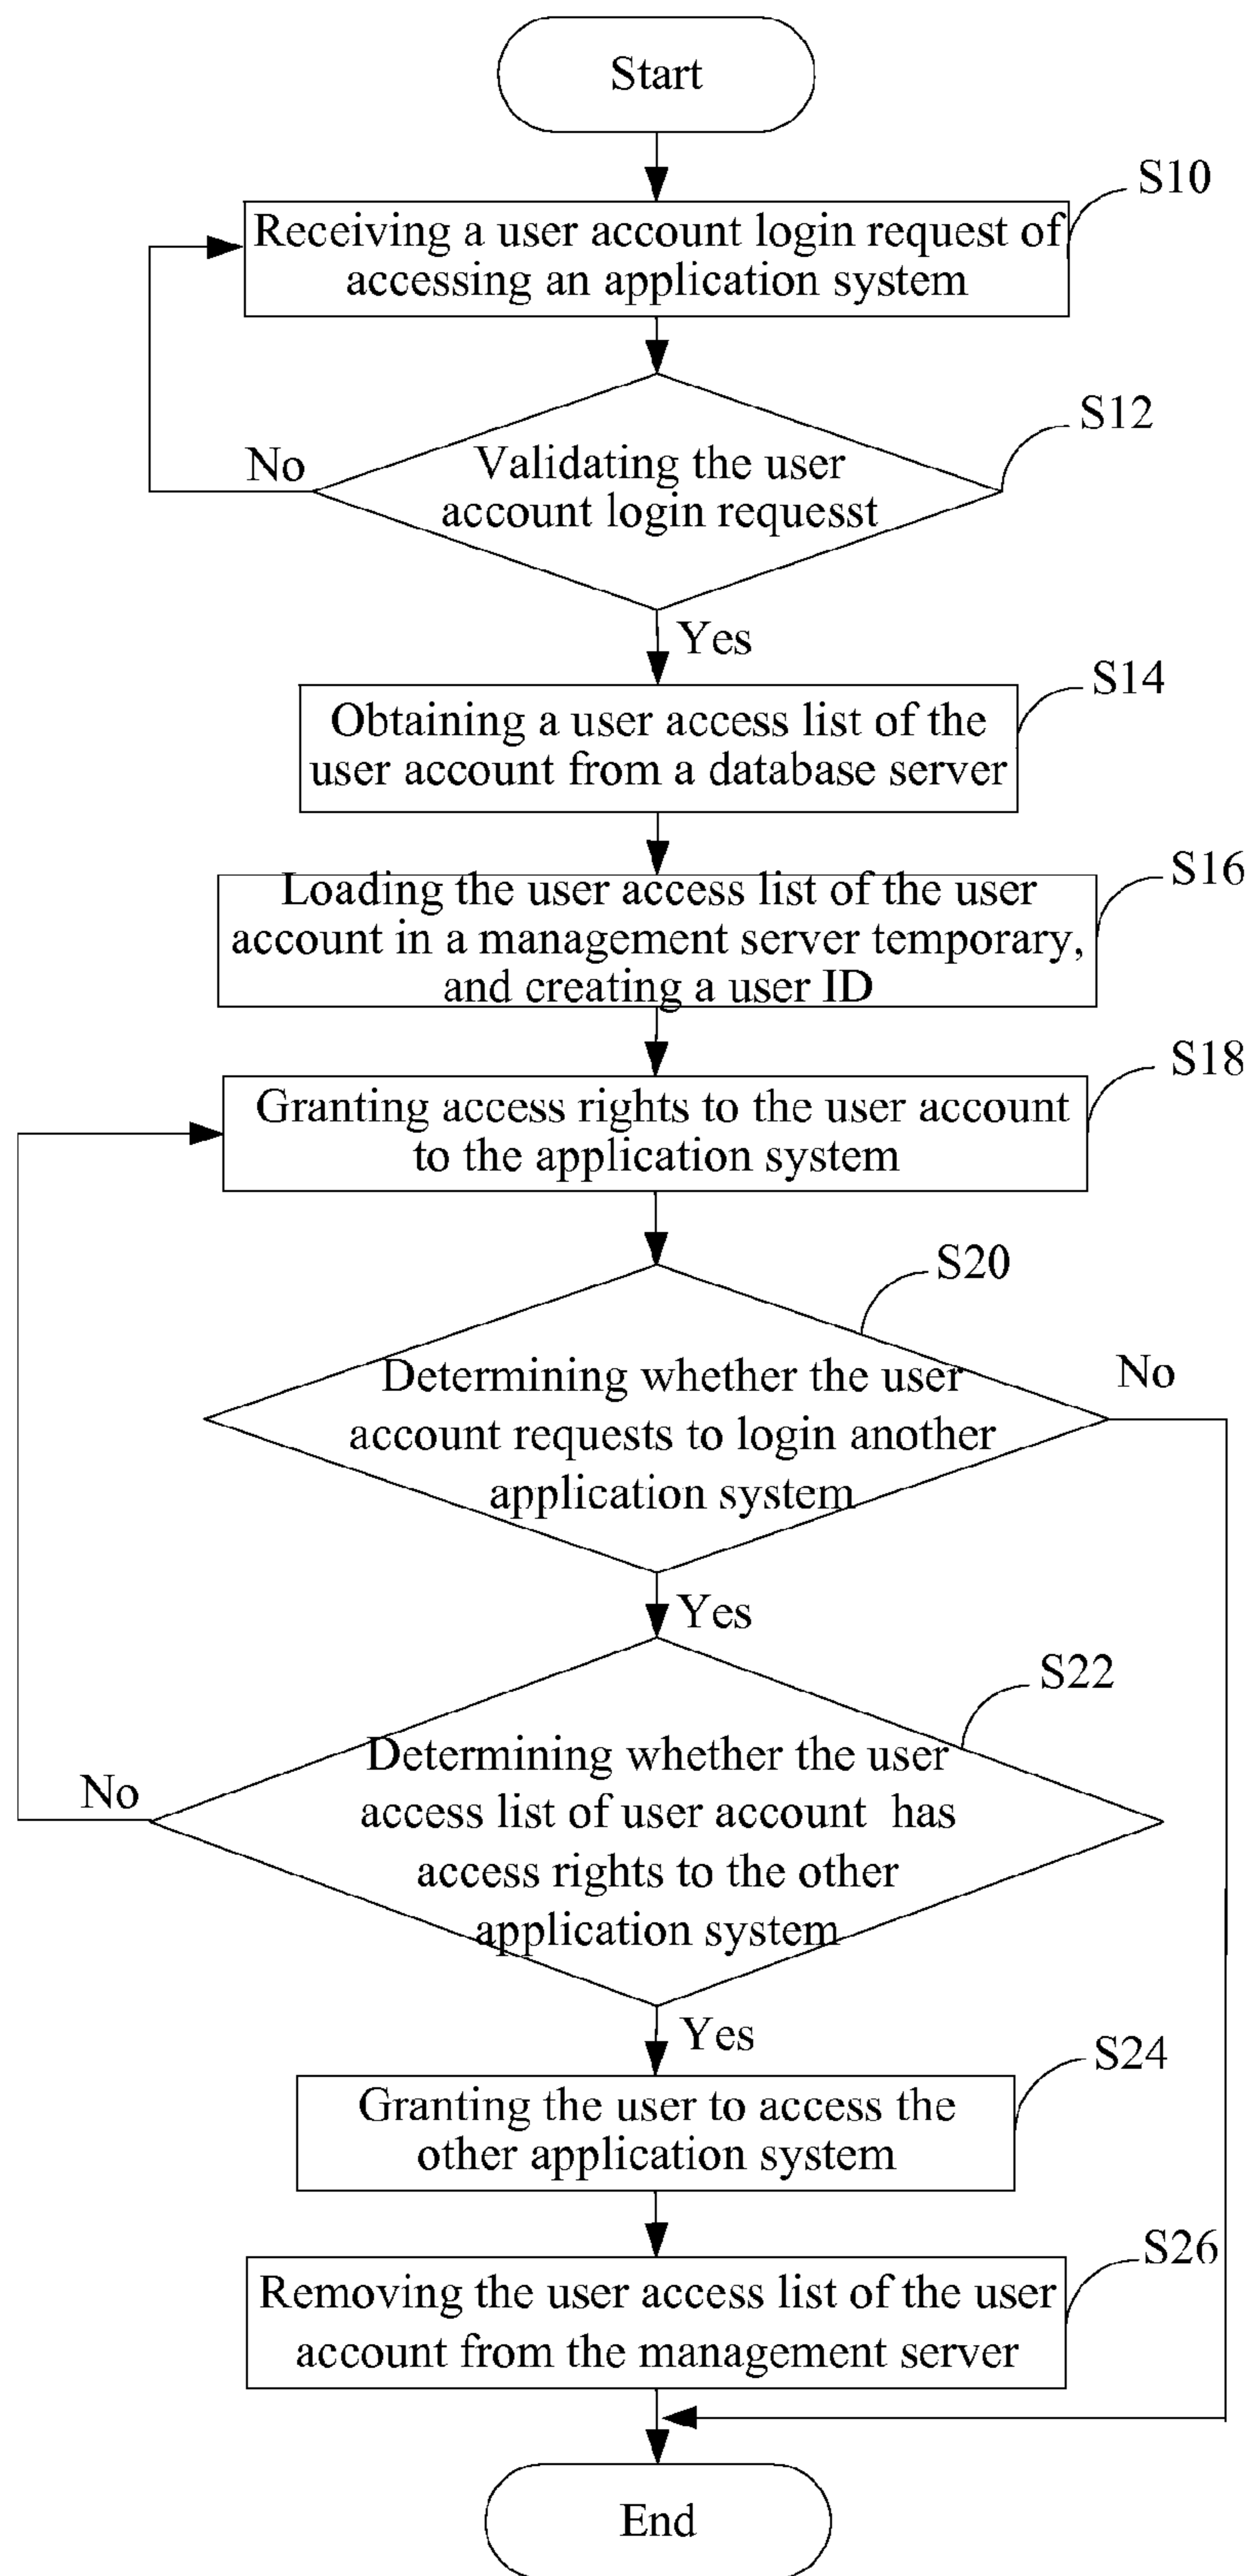 Start
S10
Receiving a user account login request of
accessing an application system
S12
No
Validating the user
account login requesst
Yes
S14
Obtaining a user access list of the
user account from a database server
S16
Loading the user access list of the user
account in a management server temporary,
and creating a user ID
S18
Granting access rights to the user account
to the application system
S20
No
Determining whether the user
account requests to login another
application system
Yes
S22
Determining whether the user
No
access list of user account has
access rights to the other
application system
Yes
S24
Granting the user to access the
other application system
S26
Removing the user access list of the user
account from the management server
End